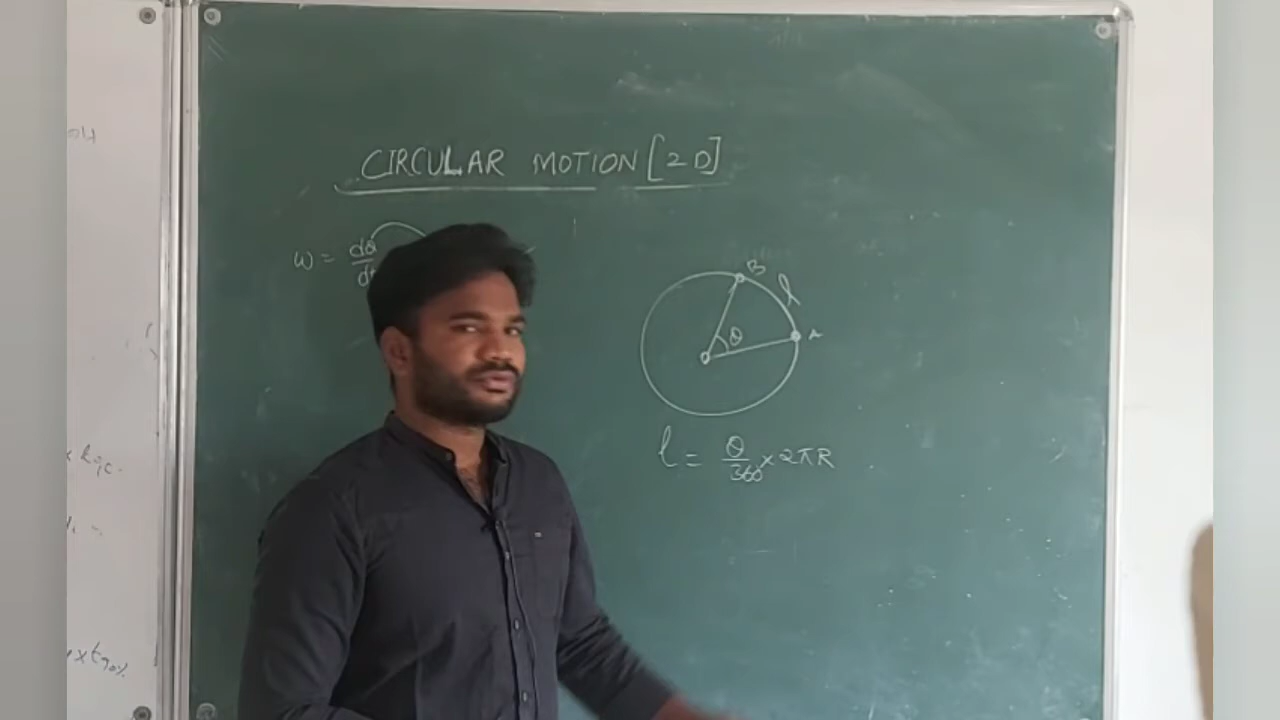 CIRCULAR MOTION [2D]
ω = dθ/dt
B
l
θ
A
O
l = θ/360 × 2πR